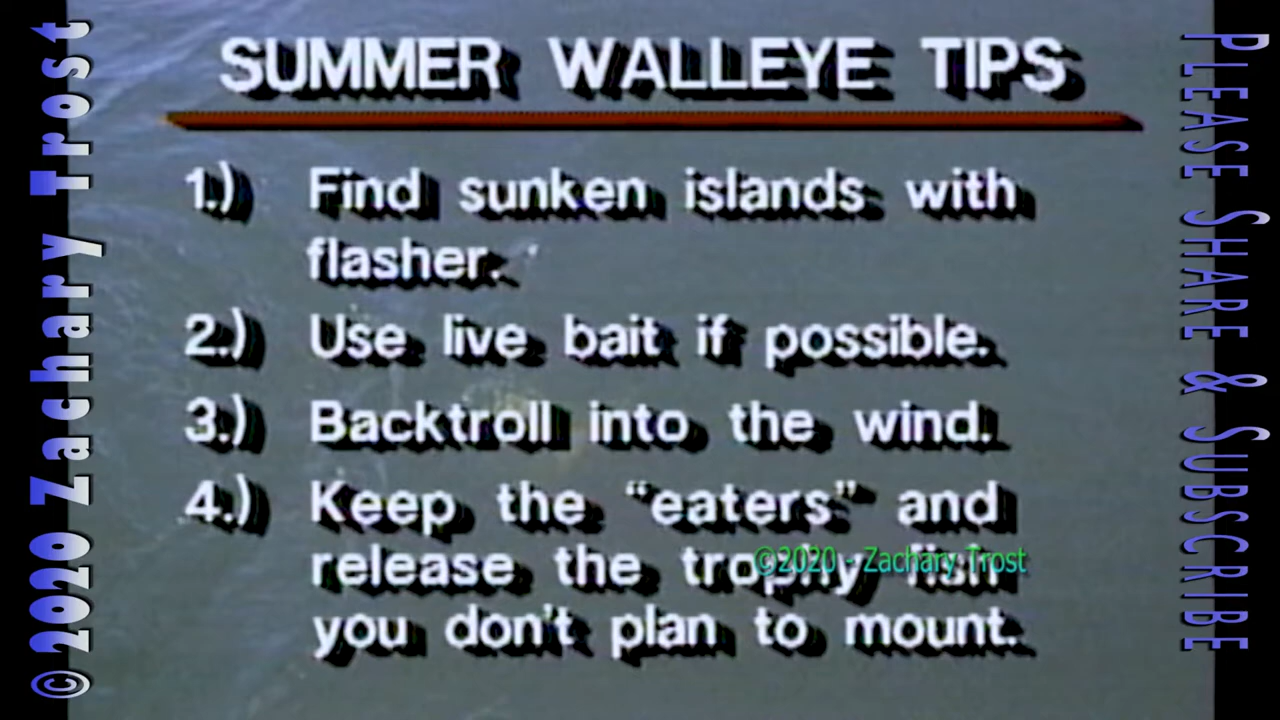 SUMMER WALLEYE TIPS
1.) Find sunken islands with
flasher.
2.) Use live bait if possible.
3.) Backtroll into the wind.
4.) Keep the “eaters” and
release the trophy fish
you don't plan to mount.
©2020 - Zachary Trost
© 2020 Zachary Trost
PLEASE SHARE & SUBSCRIBE